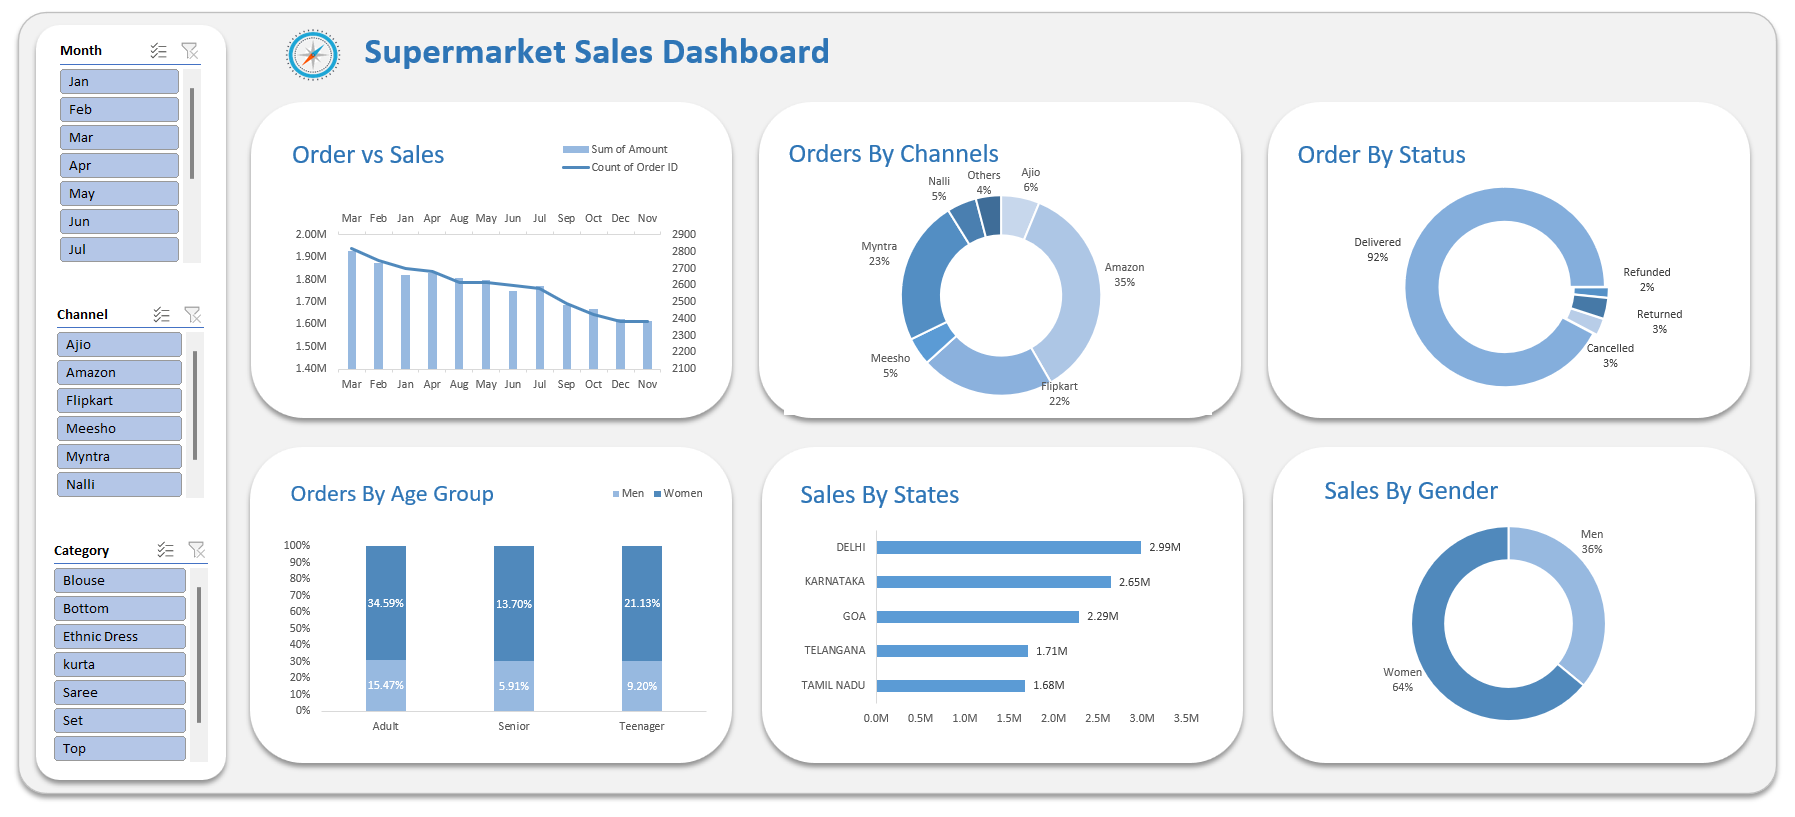 Supermarket Sales Dashboard
Month
Jan
Feb
Mar
Apr
May
Jun
Jul
Channel
Ajio
Amazon
Flipkart
Meesho
Myntra
Nalli
Category
Blouse
Bottom
Ethnic Dress
kurta
Saree
Set
Top
Order vs Sales
Sum of Amount
Count of Order ID
Mar Feb Jan Apr Aug May Jun Jul Sep Oct Dec Nov
2.00M 2900
1.90M 2800
2700
1.80M 2600
1.70M 2500
2400
1.60M 2300
1.50M 2200
1.40M 2100
Mar Feb Jan Apr Aug May Jun Jul Sep Oct Dec Nov
Orders By Channels
Ajio
6%
Amazon
35%
Flipkart
22%
Meesho
5%
Myntra
23%
Nalli
5%
Others
4%
Order By Status
Delivered
92%
Refunded
2%
Returned
3%
Cancelled
3%
Orders By Age Group
Men Women
100%
90%
80%
70%
60%
50%
40%
30%
20%
10%
0%
34.59% 13.70% 21.13%
15.47% 5.91% 9.20%
Adult Senior Teenager
Sales By States
DELHI 2.99M
KARNATAKA 2.65M
GOA 2.29M
TELANGANA 1.71M
TAMIL NADU 1.68M
0.0M 0.5M 1.0M 1.5M 2.0M 2.5M 3.0M 3.5M
Sales By Gender
Men
36%
Women
64%